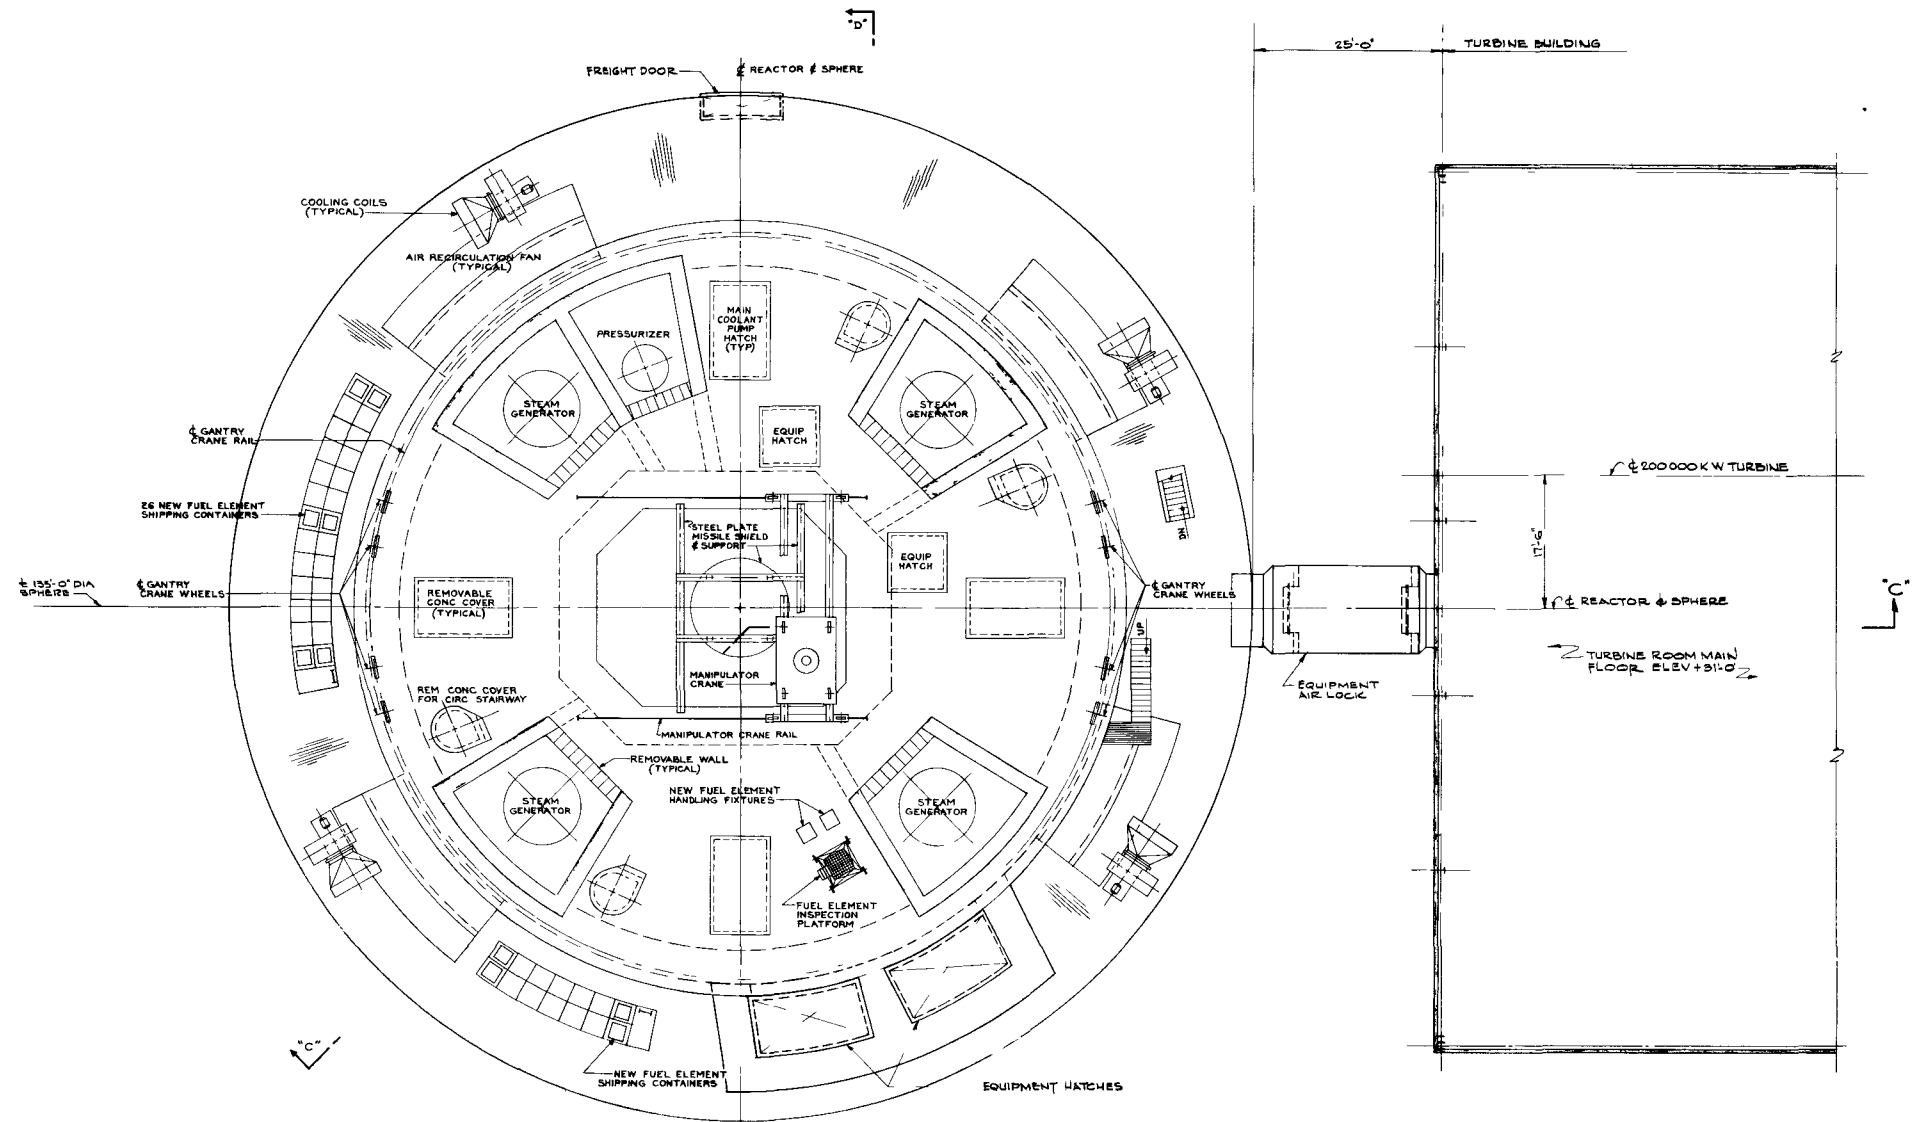 "D"
25'-0"
TURBINE BUILDING
FREIGHT DOOR
℄ REACTOR & SPHERE
COOLING COILS
(TYPICAL)
AIR RECIRCULATION FAN
(TYPICAL)
MAIN
COOLANT
PUMP
HATCH
(TYP)
PRESSURIZER
STEAM
GENERATOR
STEAM
GENERATOR
EQUIP
HATCH
℄ GANTRY
CRANE RAIL
℄ 200000 KW TURBINE
26 NEW FUEL ELEMENT
SHIPPING CONTAINERS
STEEL PLATE
MISSILE SHIELD
& SUPPORT
DN
17'-6"
EQUIP
HATCH
℄ 135'-0" DIA
SPHERE
℄ GANTRY
CRANE WHEELS
REMOVABLE
CONC COVER
(TYPICAL)
℄ GANTRY
CRANE WHEELS
"C"
℄ REACTOR & SPHERE
UP
TURBINE ROOM MAIN
FLOOR ELEV +31'-0"
MANIPULATOR
CRANE
EQUIPMENT
AIR LOCK
REM CONC COVER
FOR CIRC STAIRWAY
MANIPULATOR CRANE RAIL
REMOVABLE WALL
(TYPICAL)
NEW FUEL ELEMENT
HANDLING FIXTURES
STEAM
GENERATOR
STEAM
GENERATOR
FUEL ELEMENT
INSPECTION
PLATFORM
"C"
NEW FUEL ELEMENT
SHIPPING CONTAINERS
EQUIPMENT HATCHES